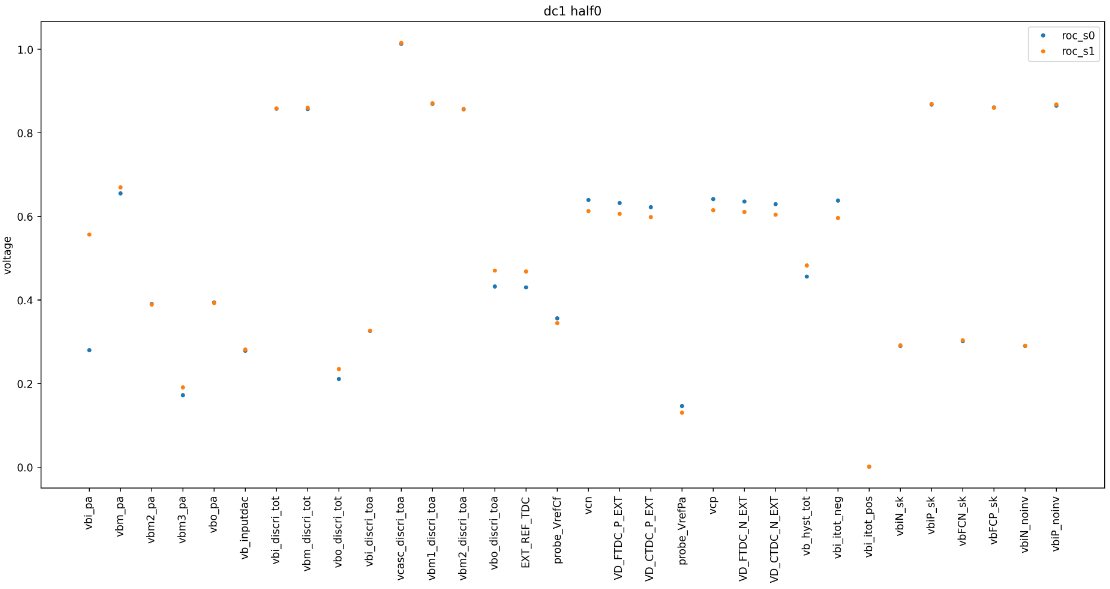 dc1 half0
roc_s0
roc_s1
voltage
1.0
0.8
0.6
0.4
0.2
0.0
vbi_pa
vbm_pa
vbm2_pa
vbm3_pa
vbo_pa
vb_inputdac
vbi_discri_tot
vbm_discri_tot
vbo_discri_tot
vbi_discri_toa
vcasc_discri_toa
vbm1_discri_toa
vbm2_discri_toa
vbo_discri_toa
EXT_REF_TDC
probe_VrefCf
vcn
VD_FTDC_P_EXT
VD_CTDC_P_EXT
probe_VrefPa
vcp
VD_FTDC_N_EXT
VD_CTDC_N_EXT
vb_hyst_tot
vbi_itot_neg
vbi_itot_pos
vbiN_sk
vbiP_sk
vbFCN_sk
vbFCP_sk
vbiN_noinv
vbiP_noinv